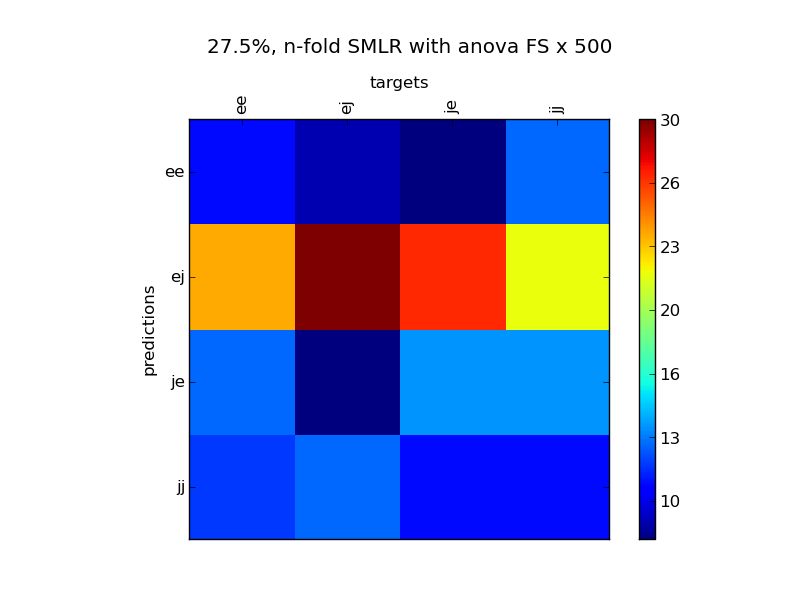 27.5%, n-fold SMLR with anova FS x 500
targets
ee ej je jj
predictions
ee
ej
je
jj
30
26
23
20
16
13
10